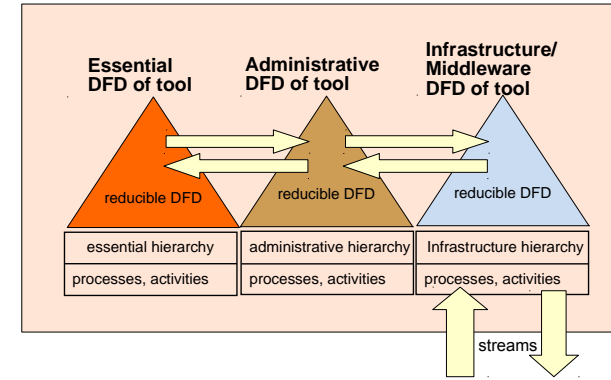 Essential
DFD of tool
Administrative
DFD of tool
Infrastructure/
Middleware
DFD of tool
reducible DFD
reducible DFD
reducible DFD
essential hierarchy
administrative hierarchy
Infrastructure hierarchy
processes, activities
processes, activities
processes, activities
streams